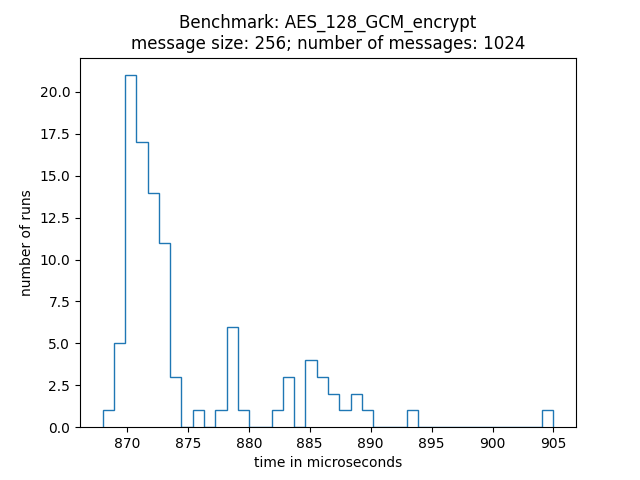 Benchmark: AES_128_GCM_encrypt
message size: 256; number of messages: 1024
20.0
17.5
15.0
12.5
10.0
7.5
5.0
2.5
0.0
number of runs
870 875 880 885 890 895 900 905
time in microseconds